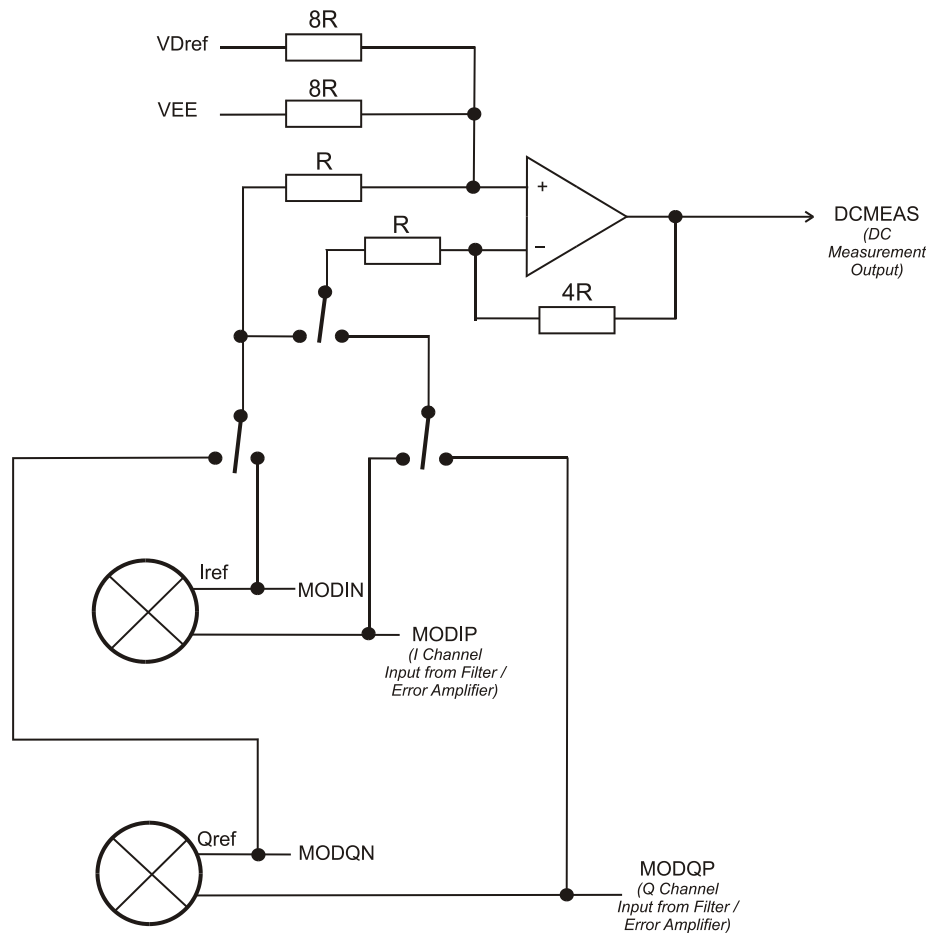 8R
VDref
8R
VEE
R
+
R
−
DCMEAS
(DC
Measurement
Output)
4R
Iref
MODIN
MODIP
(I Channel
Input from Filter /
Error Amplifier)
Qref
MODQN
MODQP
(Q Channel
Input from Filter /
Error Amplifier)